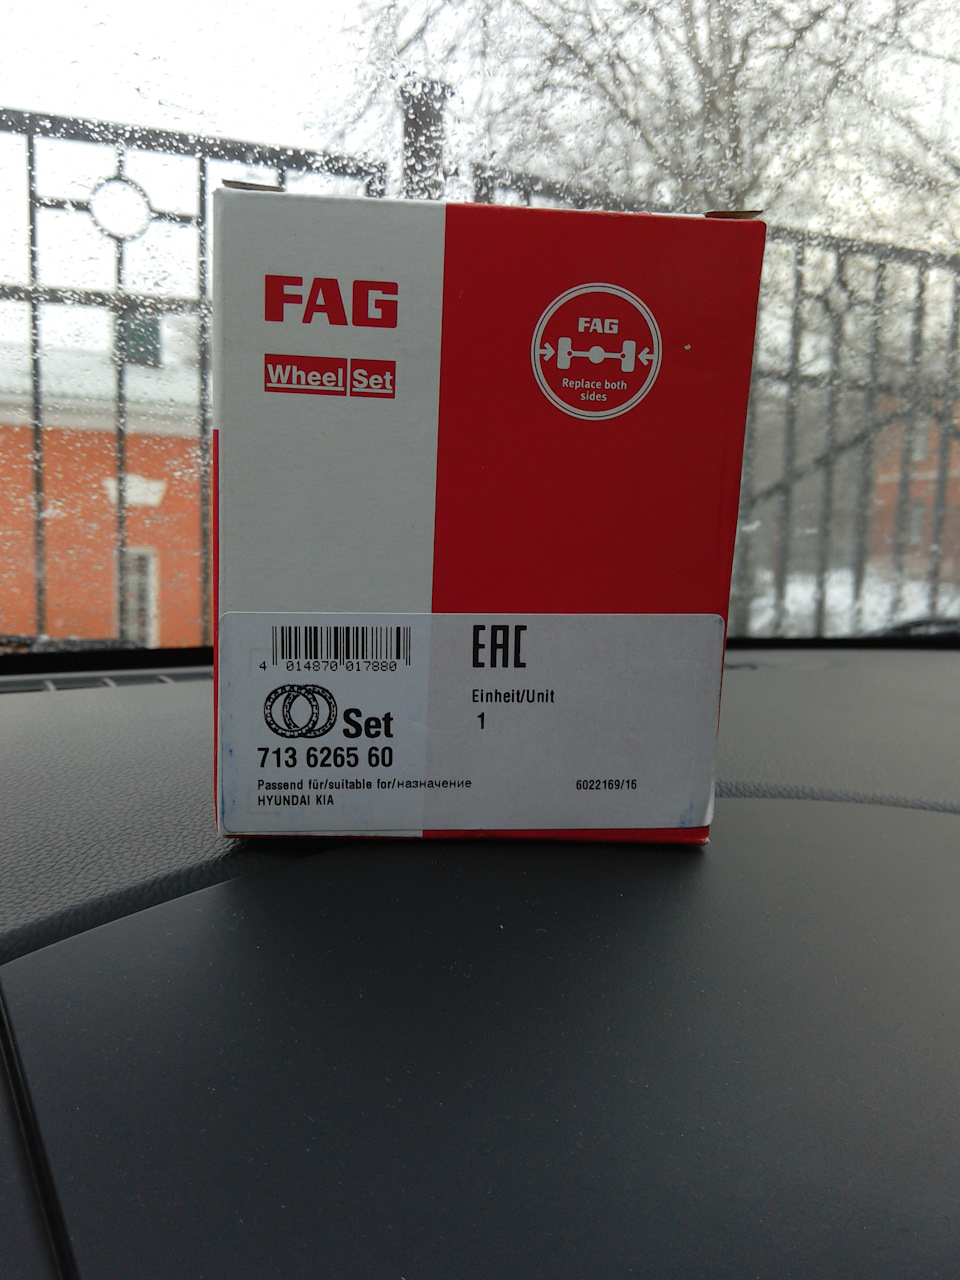 FAG
Wheel Set
FAG
Replace both
sides
4 014870 017880
EAC
Einheit/Unit
1
Set
713 6265 60
Passend für/suitable for/назначение
HYUNDAI KIA
6022169/16